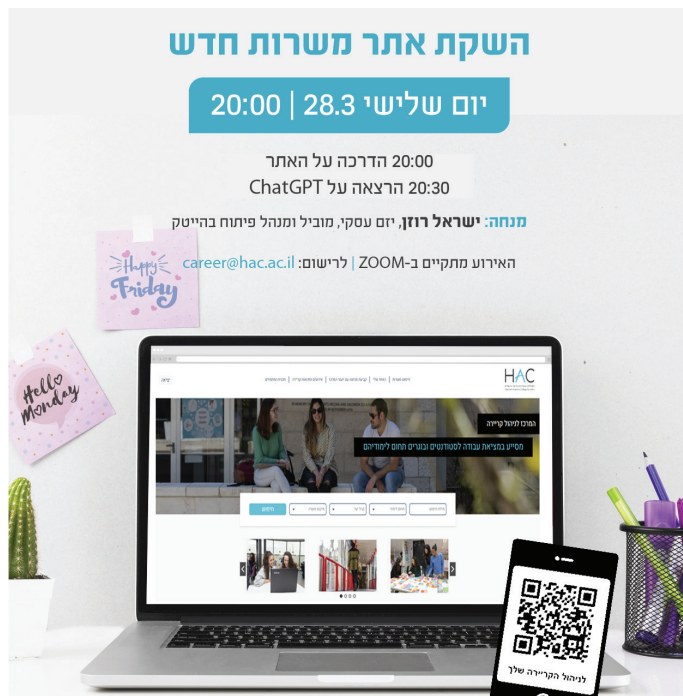 השקת אתר משרות חדש
יום שלישי 28.3 | 20:00
20:00 הדרכה על האתר
20:30 הרצאה על ChatGPT
מנחה: ישראל רוזן, יזם עסקי, מוביל ומנהל פיתוח בהייטק
האירוע מתקיים ב-ZOOM | לרישום: career@hac.ac.il
Happy
Friday
Hello
Monday
HAC
המרכז לניהול קריירה
מסייע במציאת עבודה לסטודנטים ובוגרים תחום לימודיהם
חיפוש
לניהול הקריירה שלך